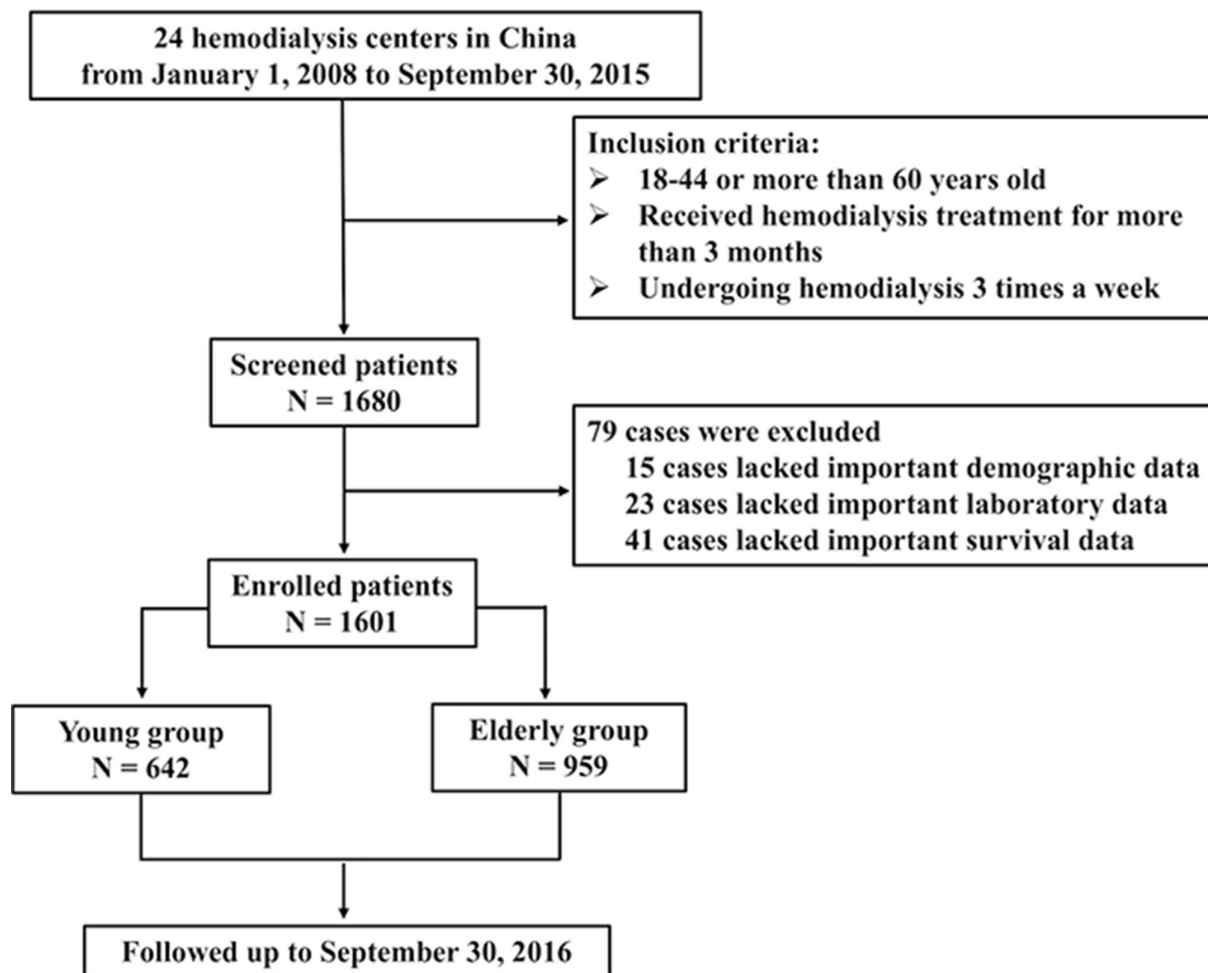 24 hemodialysis centers in China
from January 1, 2008 to September 30, 2015
Inclusion criteria:
➢ 18-44 or more than 60 years old
➢ Received hemodialysis treatment for more
than 3 months
➢ Undergoing hemodialysis 3 times a week
Screened patients
N = 1680
79 cases were excluded
15 cases lacked important demographic data
23 cases lacked important laboratory data
41 cases lacked important survival data
Enrolled patients
N = 1601
Young group
N = 642
Elderly group
N = 959
Followed up to September 30, 2016